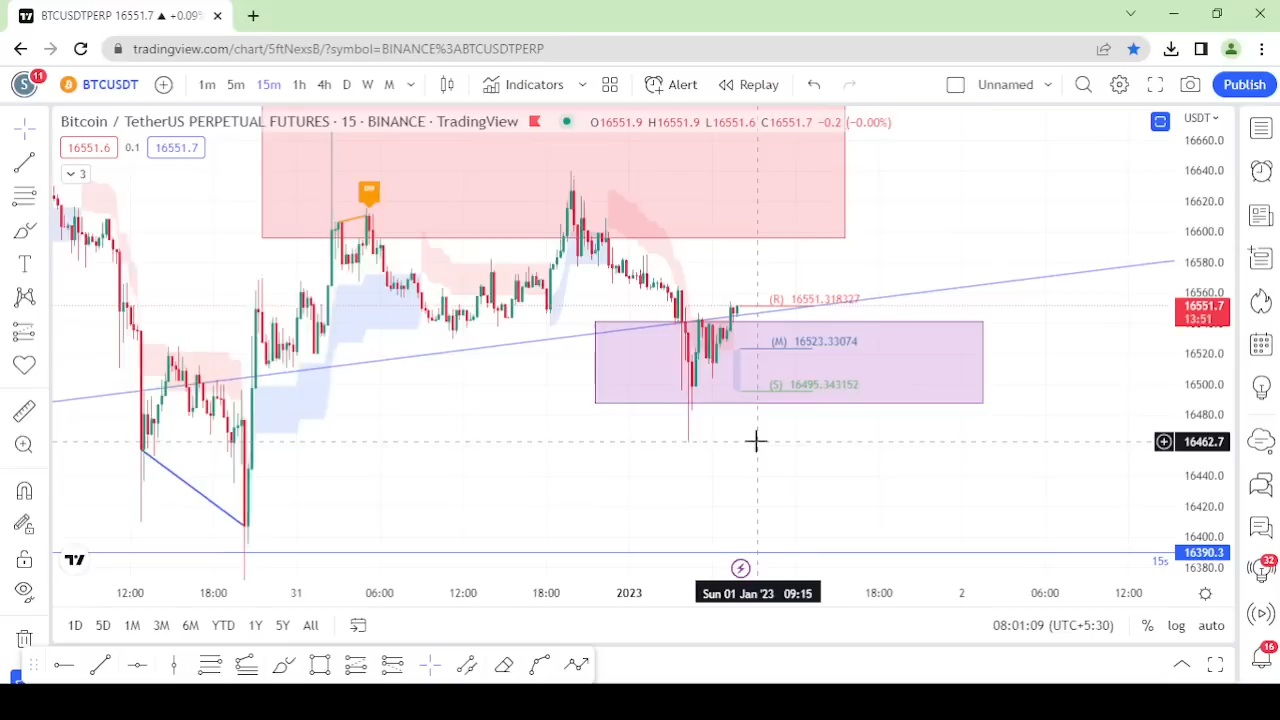 BTCUSDTPERP 16551.7 ▲ +0.09%
tradingview.com/chart/5ftNexsB/?symbol=BINANCE%3ABTCUSDTPERP
S 11 BTCUSDT 1m 5m 15m 1h 4h D W M Indicators Alert Replay Unnamed Publish
Bitcoin / TetherUS PERPETUAL FUTURES · 15 · BINANCE · TradingView O16551.9 H16551.9 L16551.6 C16551.7 −0.2 (−0.00%) USDT
16551.6 0.1 16551.7
3
16660.0
16640.0
16620.0
16600.0
16580.0
16560.0
(R) 16551.318327
16551.7
13:51
(M) 16523.33074
16520.0
(S) 16495.343152
16500.0
16480.0
16462.7
16440.0
16420.0
16400.0
16390.3
15s
16380.0
12:00 18:00 31 06:00 12:00 18:00 2023 Sun 01 Jan '23 09:15 18:00 2 06:00 12:00
1D 5D 1M 3M 6M YTD 1Y 5Y All 08:01:09 (UTC+5:30) % log auto
32
16